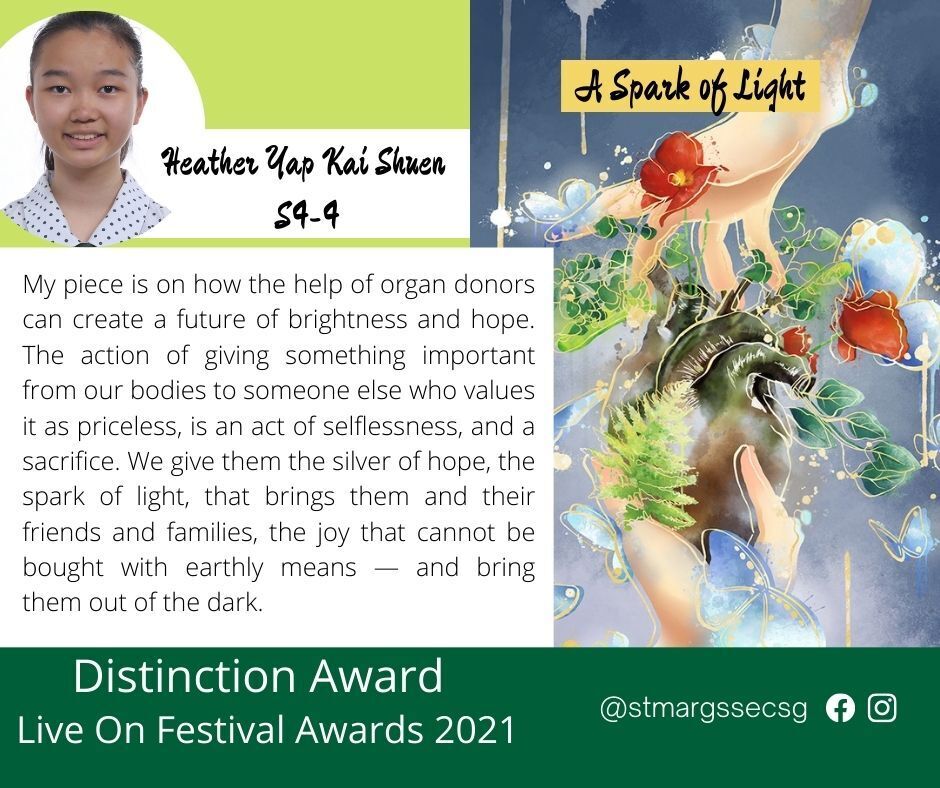 A Spark of Light
Heather Yap Kai Shuen
S4-4
My piece is on how the help of organ donors
can create a future of brightness and hope.
The action of giving something important
from our bodies to someone else who values
it as priceless, is an act of selflessness, and a
sacrifice. We give them the silver of hope, the
spark of light, that brings them and their
friends and families, the joy that cannot be
bought with earthly means — and bring
them out of the dark.
Distinction Award
Live On Festival Awards 2021
@stmargssecsg